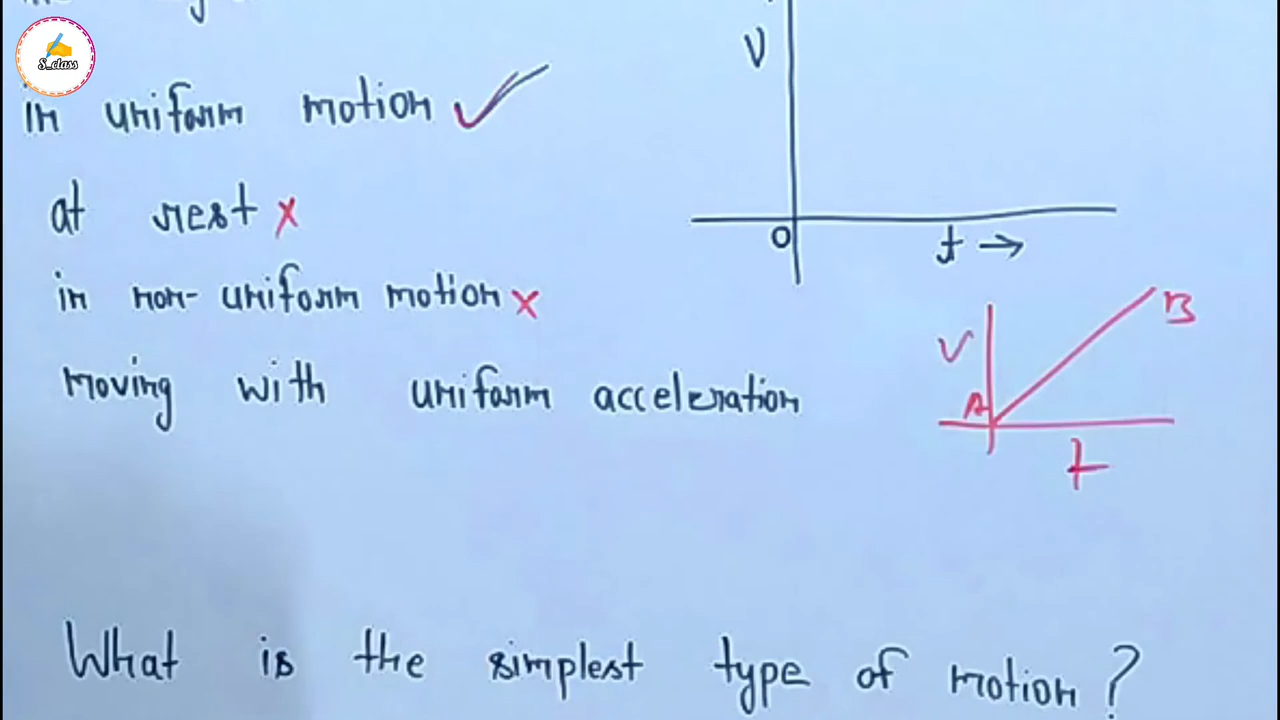 S_class
V
in uniform motion ✓
at rest x
O
t →
in non-uniform motion x
V
B
moving with uniform acceleration
A
t
What is the simplest type of motion?